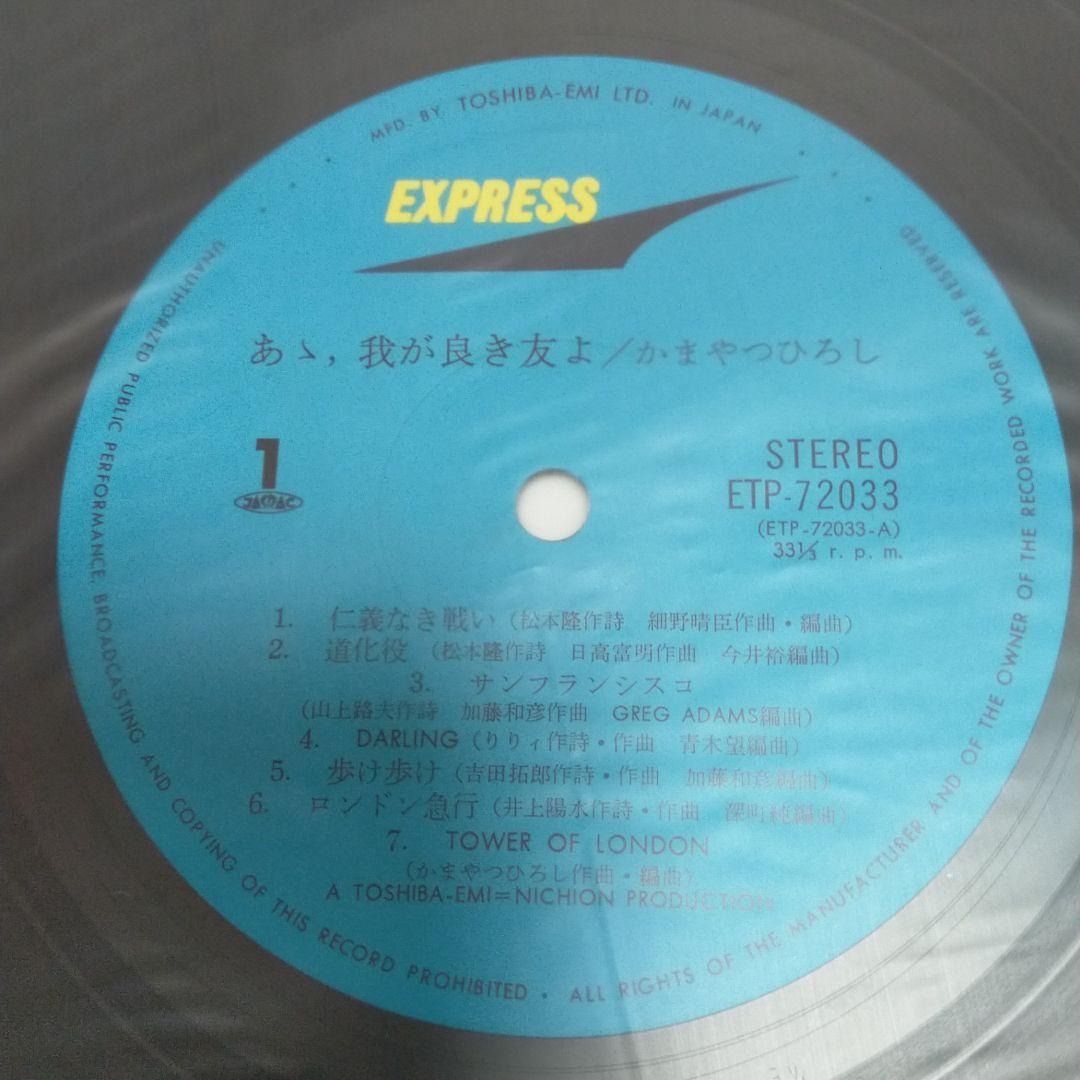 MFD. BY TOSHIBA-EMI LTD. IN JAPAN
EXPRESS
あゝ, 我が良き友よ／かまやつひろし
1
JASRAC
STEREO
ETP-72033
(ETP-72033-A)
33⅓ r. p. m.
1. 仁義なき戦い (松本隆作詩 細野晴臣作曲・編曲)
2. 道化役 (松本隆作詩 日高富明作曲 今井裕編曲)
3. サンフランシスコ
(山上路夫作詩 加藤和彦作曲 GREG ADAMS編曲)
4. DARLING (りりィ作詩・作曲 青木望編曲)
5. 歩け歩け (吉田拓郎作詩・作曲 加藤和彦編曲)
6. ロンドン急行 (井上陽水作詩・作曲 深町純編曲)
7. TOWER OF LONDON
(かまやつひろし作曲・編曲)
A TOSHIBA-EMI=NICHION PRODUCTION
UNAUTHORIZED PUBLIC PERFORMANCE, BROADCASTING AND COPYING OF THIS RECORD PROHIBITED • ALL RIGHTS OF THE MANUFACTURER AND OF THE OWNER OF THE RECORDED WORK ARE RESERVED